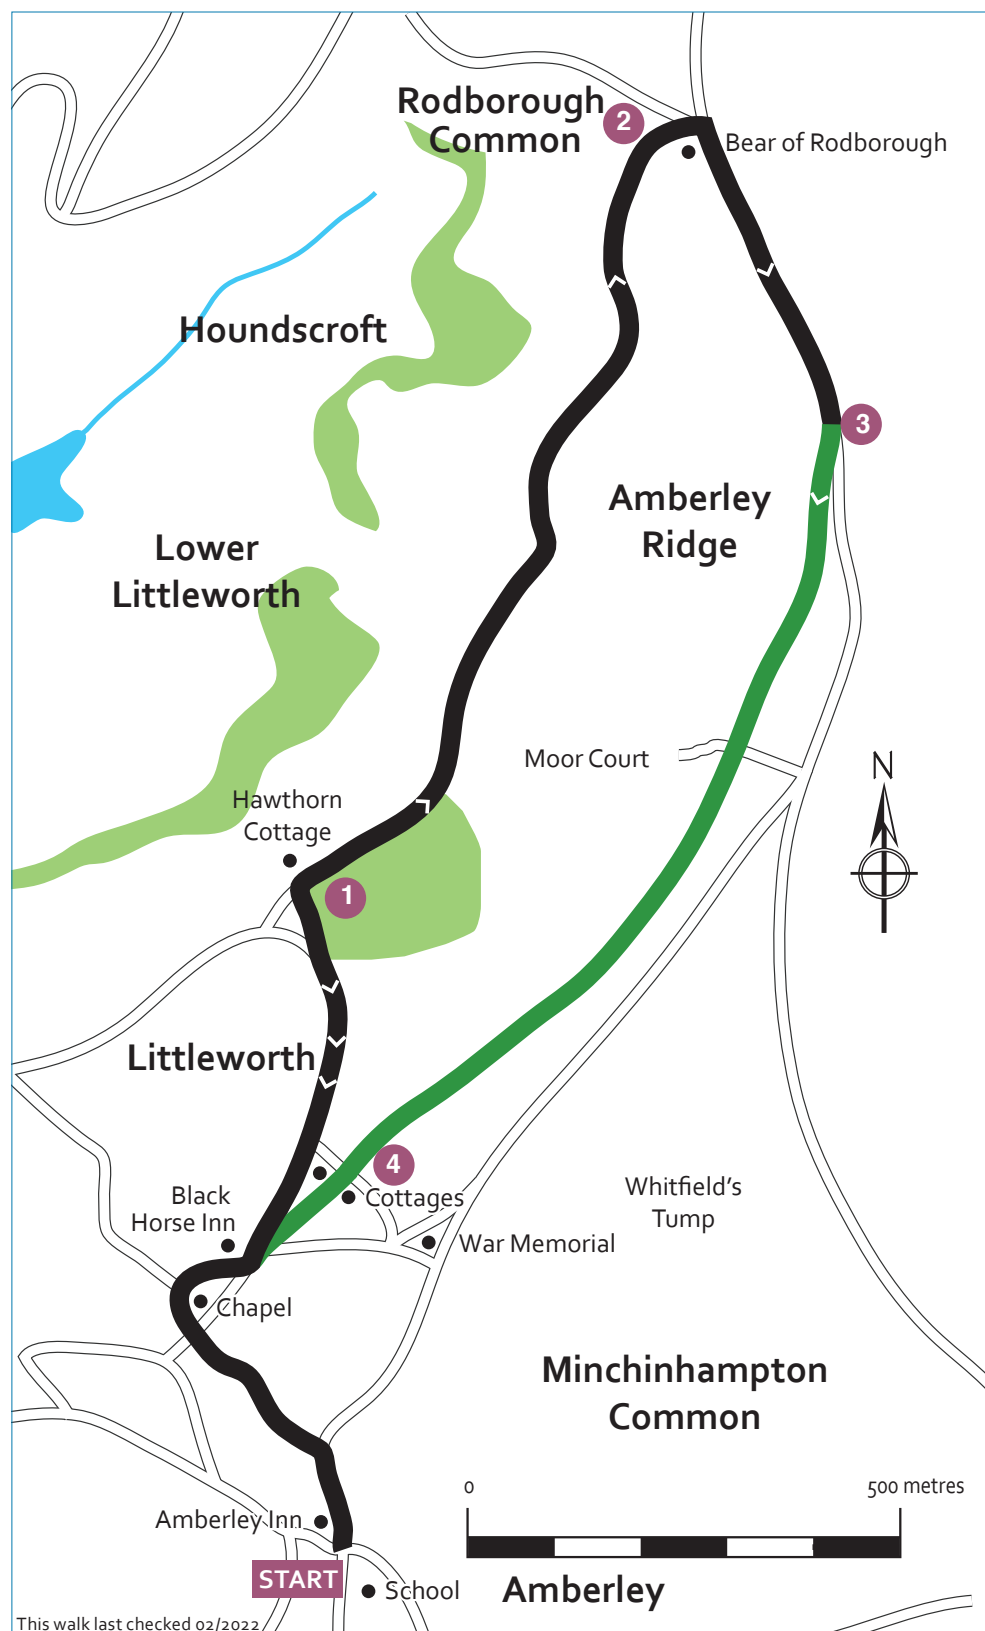 Rodborough
Common
2
Bear of Rodborough
Houndscroft
3
Amberley
Ridge
Lower
Littleworth
Moor Court
N
Hawthorn
Cottage
1
Littleworth
4
Cottages
Black
Horse Inn
Whitfield's
Tump
War Memorial
Chapel
Minchinhampton
Common
0
500 metres
Amberley Inn
START
School
Amberley
This walk last checked 02/2022